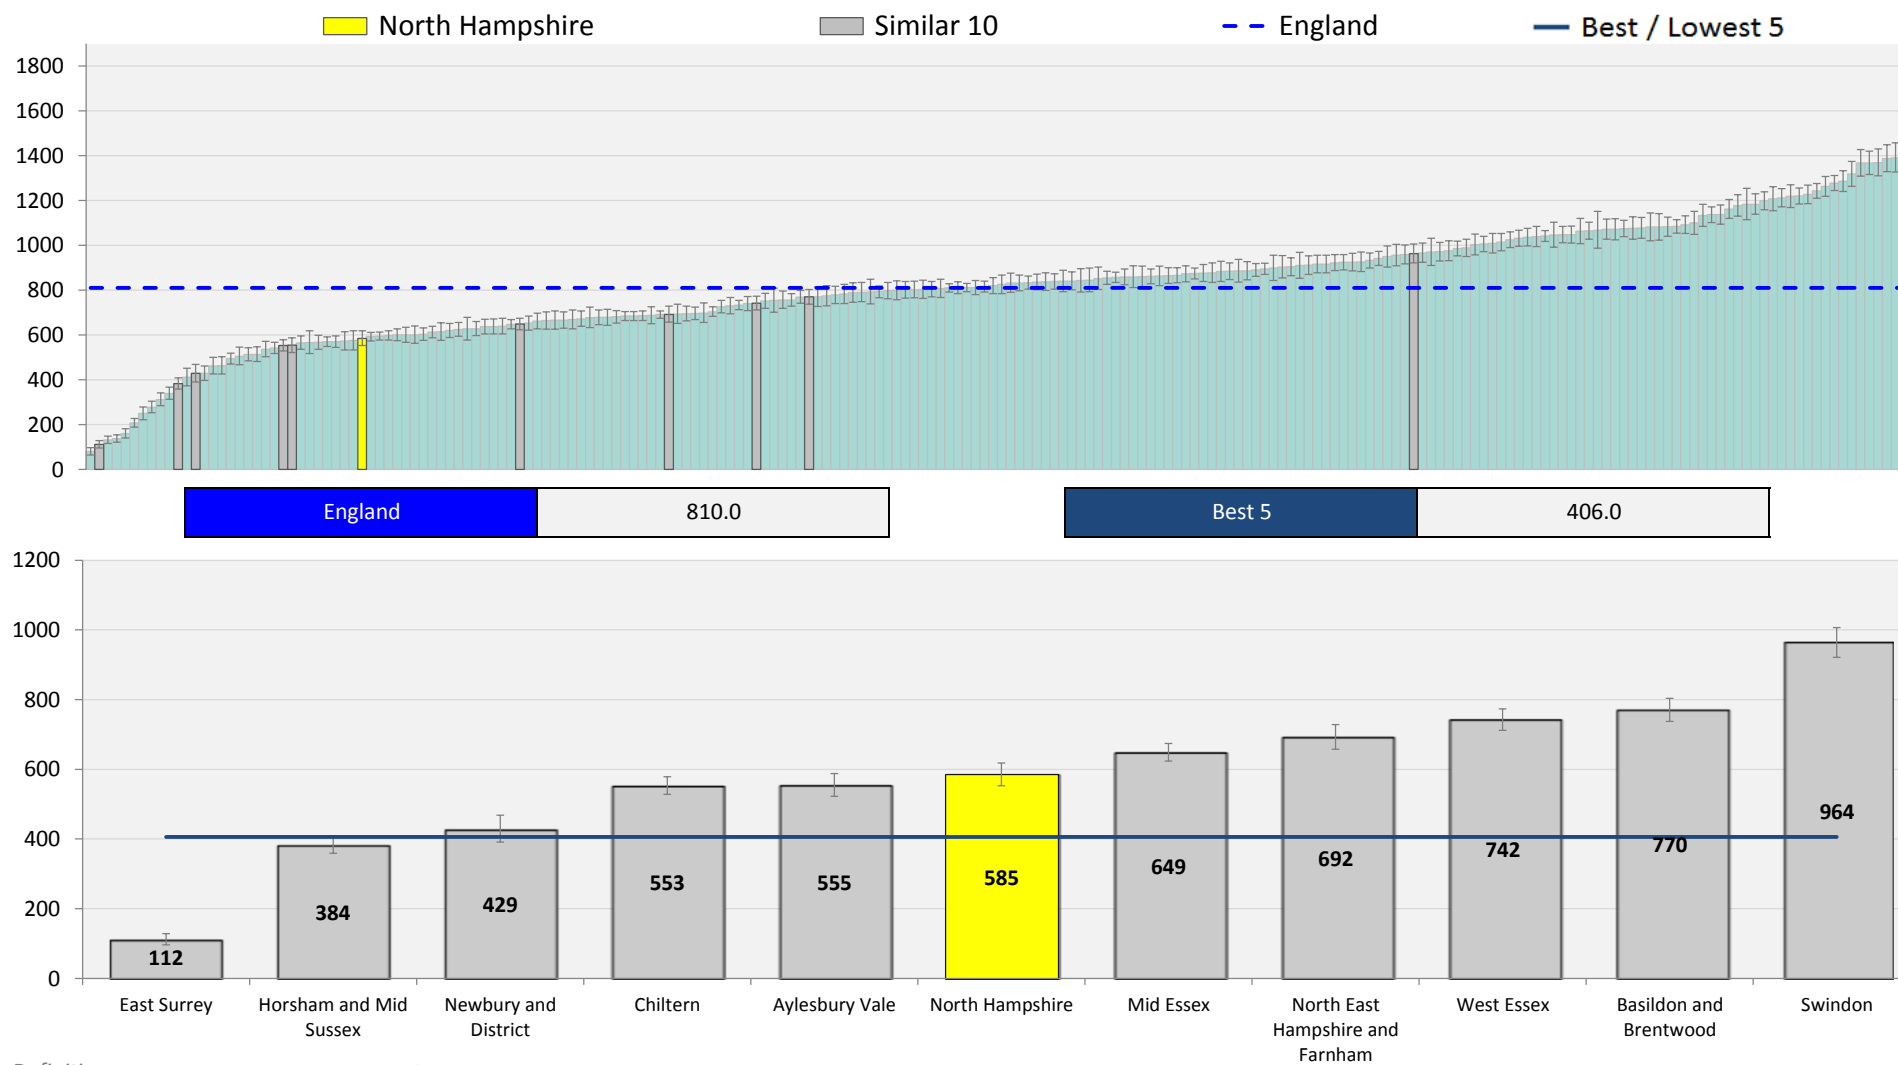 North Hampshire Similar 10 England Best / Lowest 5
1800
1600
1400
1200
1000
800
600
400
200
0
England 810.0 Best 5 406.0
1200
1000
800
600
400
200
0
112 384 429 553 555 585 649 692 742 770 964
East Surrey Horsham and Mid Newbury and Chiltern Aylesbury Vale North Hampshire Mid Essex North East West Essex Basildon and Swindon
Sussex District Hampshire and Brentwood
Farnham